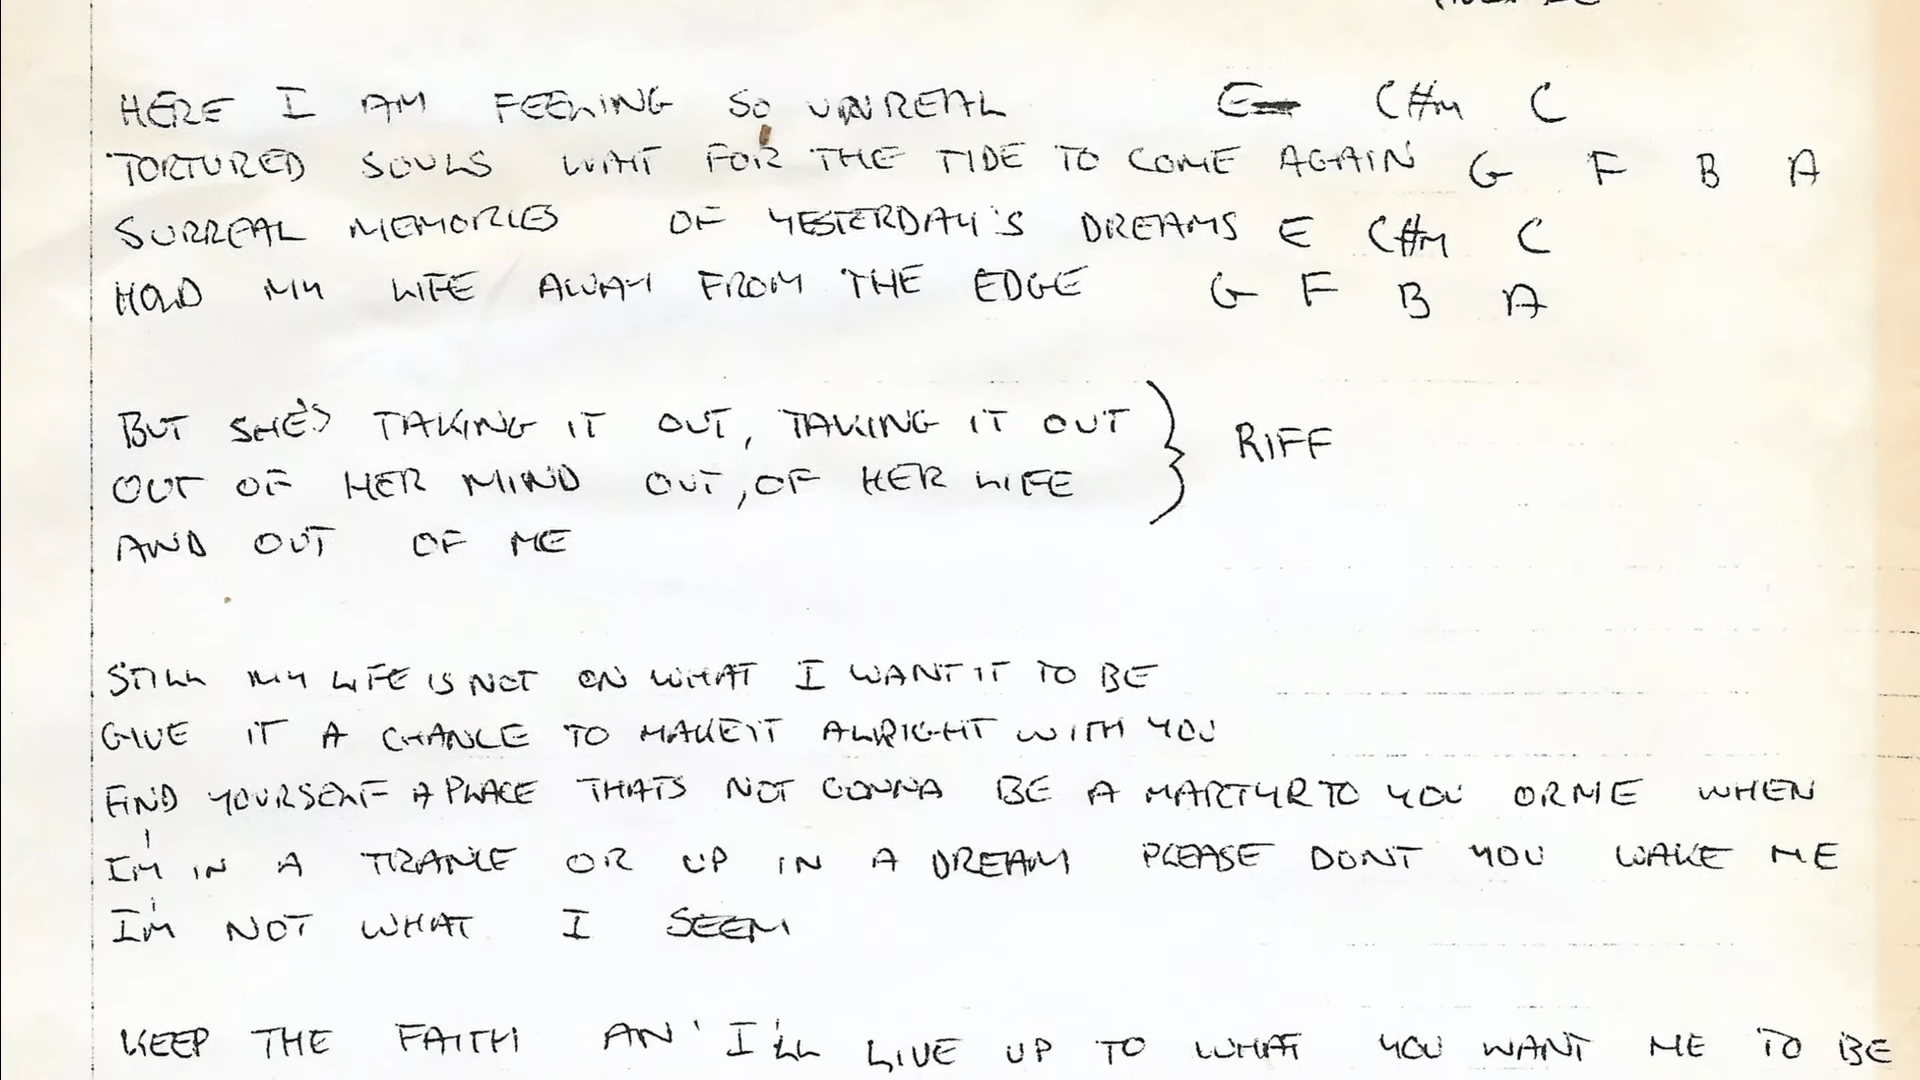 HERE I AM FEELING SO UNREAL E C#m C
TORTURED SOULS WAIT FOR THE TIDE TO COME AGAIN G F B A
SURREAL MEMORIES OF YESTERDAY'S DREAMS E C#m C
HOLD MY LIFE AWAY FROM THE EDGE G F B A
BUT SHE'S TAKING IT OUT, TAKING IT OUT
RIFF
OUT OF HER MIND OUT, OF HER LIFE
AND OUT OF ME
STILL MY LIFE IS NOT ON WHAT I WANT IT TO BE
GIVE IT A CHANCE TO MAKE IT ALRIGHT WITH YOU
FIND YOURSELF A PLACE THATS NOT GONNA BE A MARTYR TO YOU OR ME WHEN
I'M IN A TRANCE OR UP IN A DREAM PLEASE DONT YOU WAKE ME
I'M NOT WHAT I SEEM
KEEP THE FAITH AN' I'LL LIVE UP TO WHAT YOU WANT ME TO BE